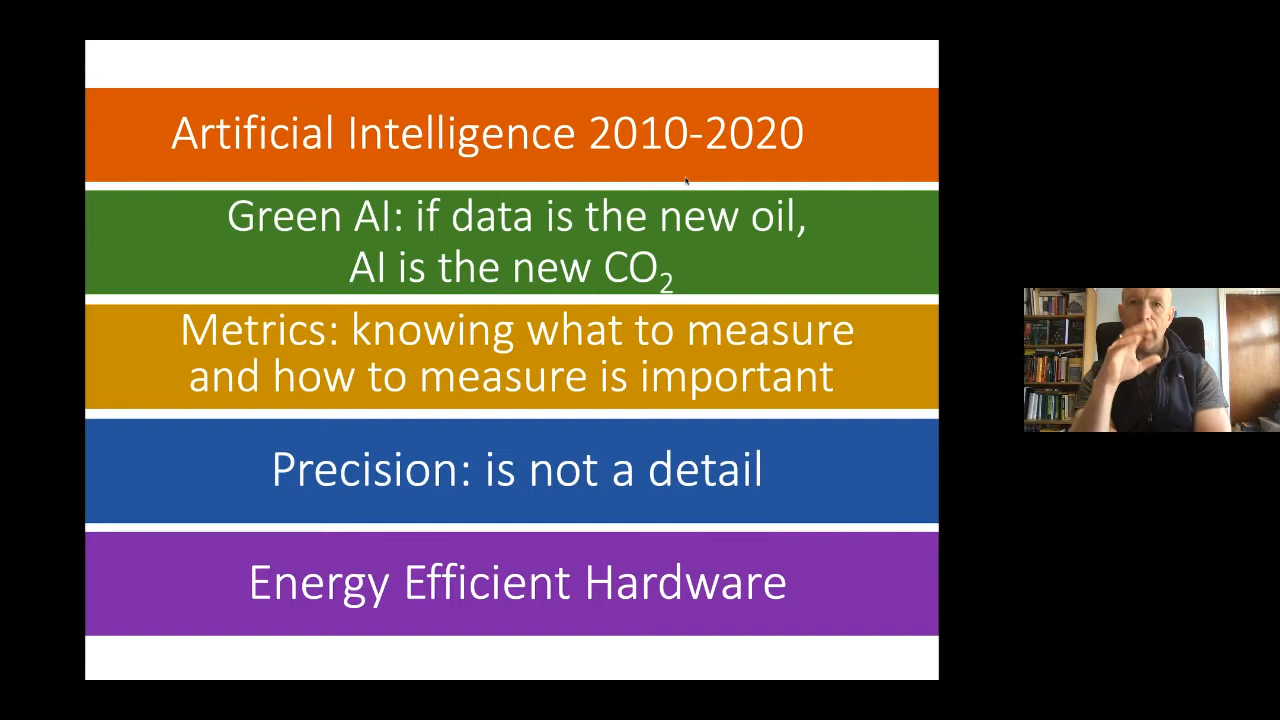 Artificial Intelligence 2010-2020
Green AI: if data is the new oil,
AI is the new CO₂
Metrics: knowing what to measure
and how to measure is important
Precision: is not a detail
Energy Efficient Hardware